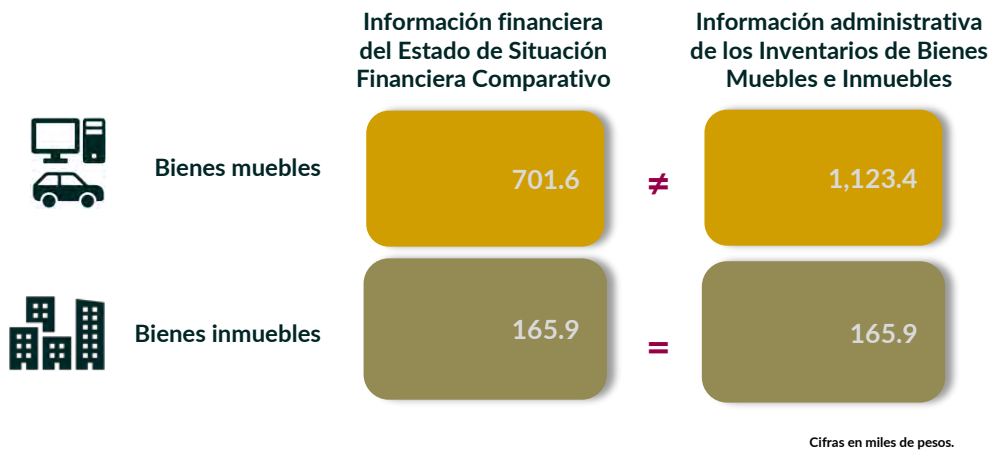 Información financiera
del Estado de Situación
Financiera Comparativo
Información administrativa
de los Inventarios de Bienes
Muebles e Inmuebles
Bienes muebles
701.6
≠
1,123.4
Bienes inmuebles
165.9
=
165.9
Cifras en miles de pesos.